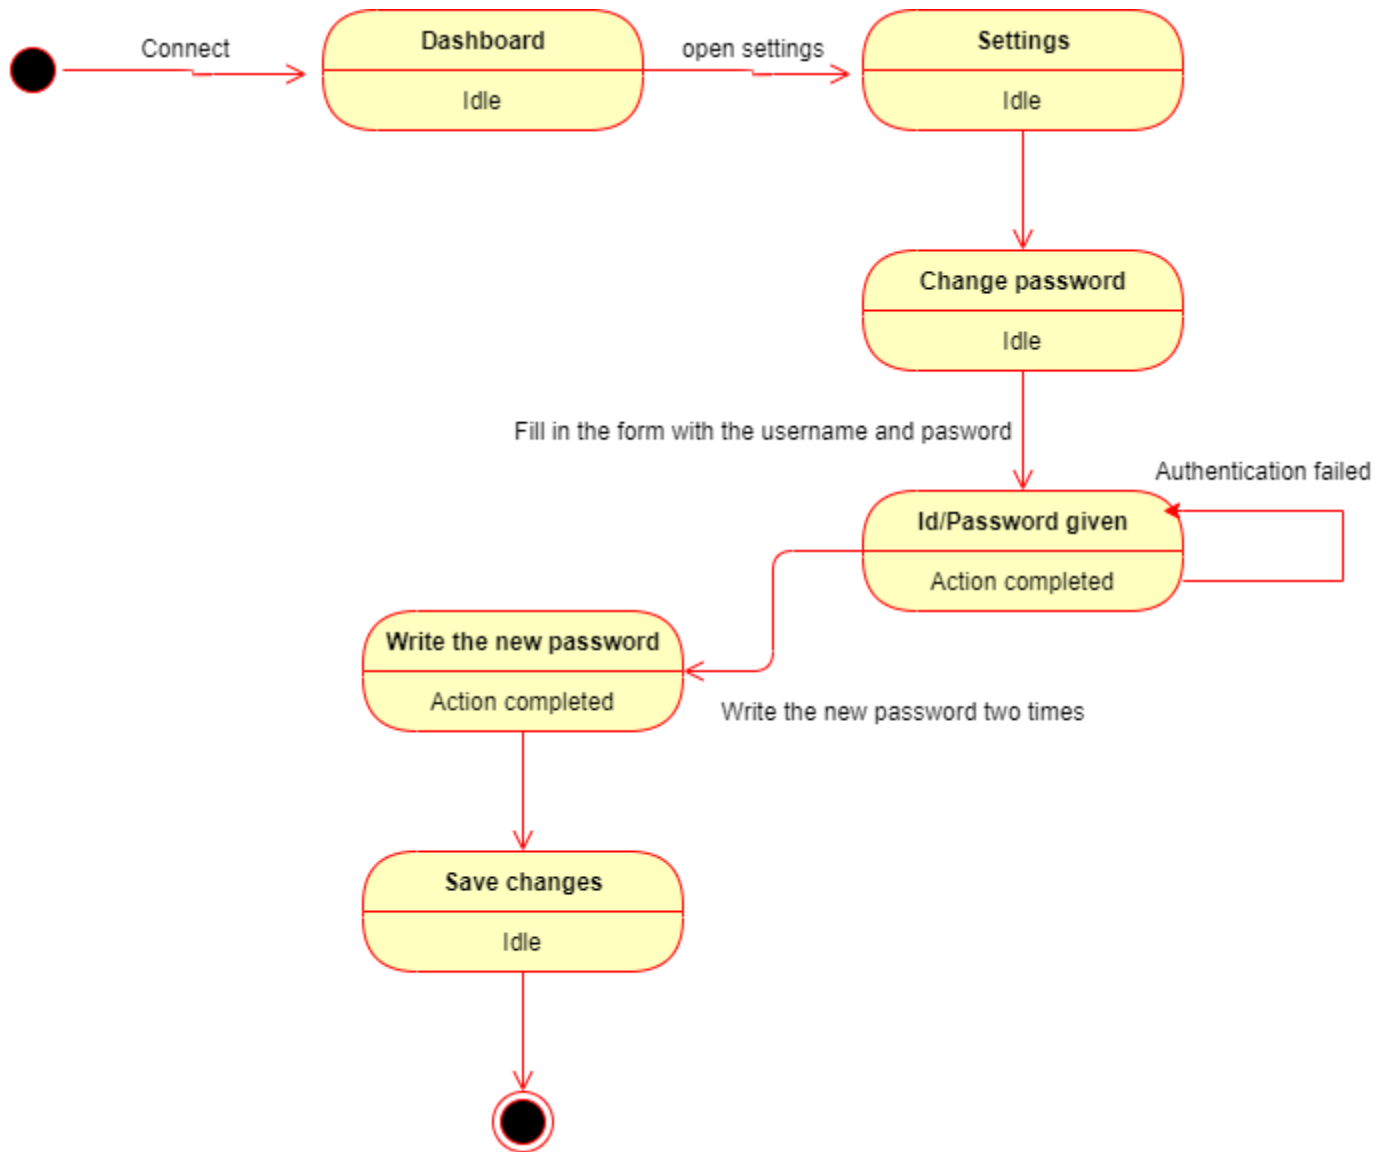 Connect
Dashboard
Idle
open settings
Settings
Idle
Change password
Idle
Fill in the form with the username and pasword
Authentication failed
Id/Password given
Action completed
Write the new password
Action completed
Write the new password two times
Save changes
Idle